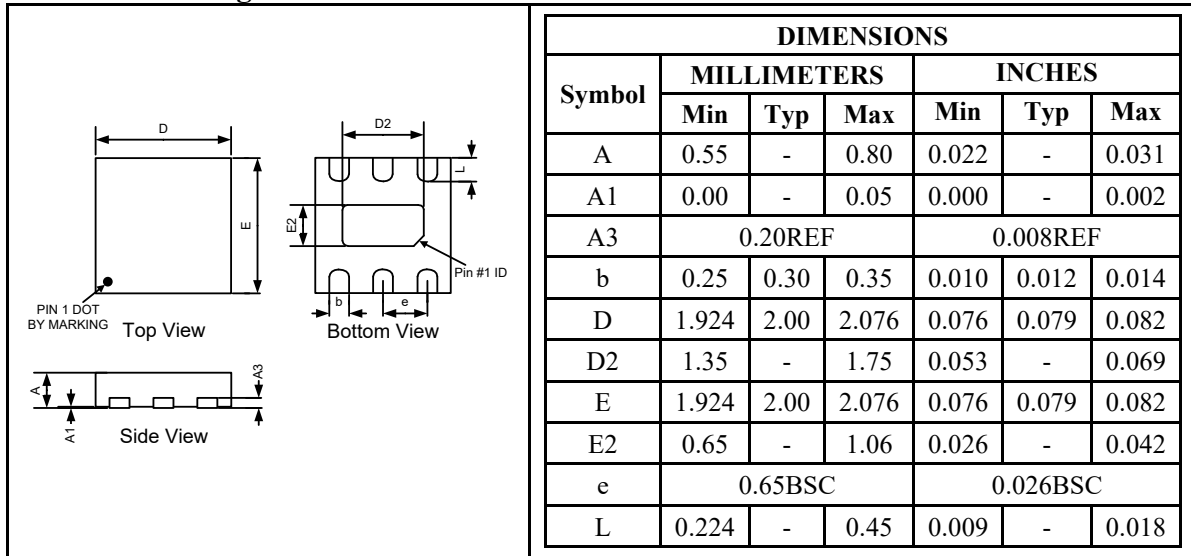 D
E
PIN 1 DOT
BY MARKING
Top View
D2
L
E2
Pin #1 ID
b
e
Bottom View
A
A1
A3
Side View
DIMENSIONS
Symbol MILLIMETERS INCHES
Min Typ Max Min Typ Max
A 0.55 - 0.80 0.022 - 0.031
A1 0.00 - 0.05 0.000 - 0.002
A3 0.20REF 0.008REF
b 0.25 0.30 0.35 0.010 0.012 0.014
D 1.924 2.00 2.076 0.076 0.079 0.082
D2 1.35 - 1.75 0.053 - 0.069
E 1.924 2.00 2.076 0.076 0.079 0.082
E2 0.65 - 1.06 0.026 - 0.042
e 0.65BSC 0.026BSC
L 0.224 - 0.45 0.009 - 0.018